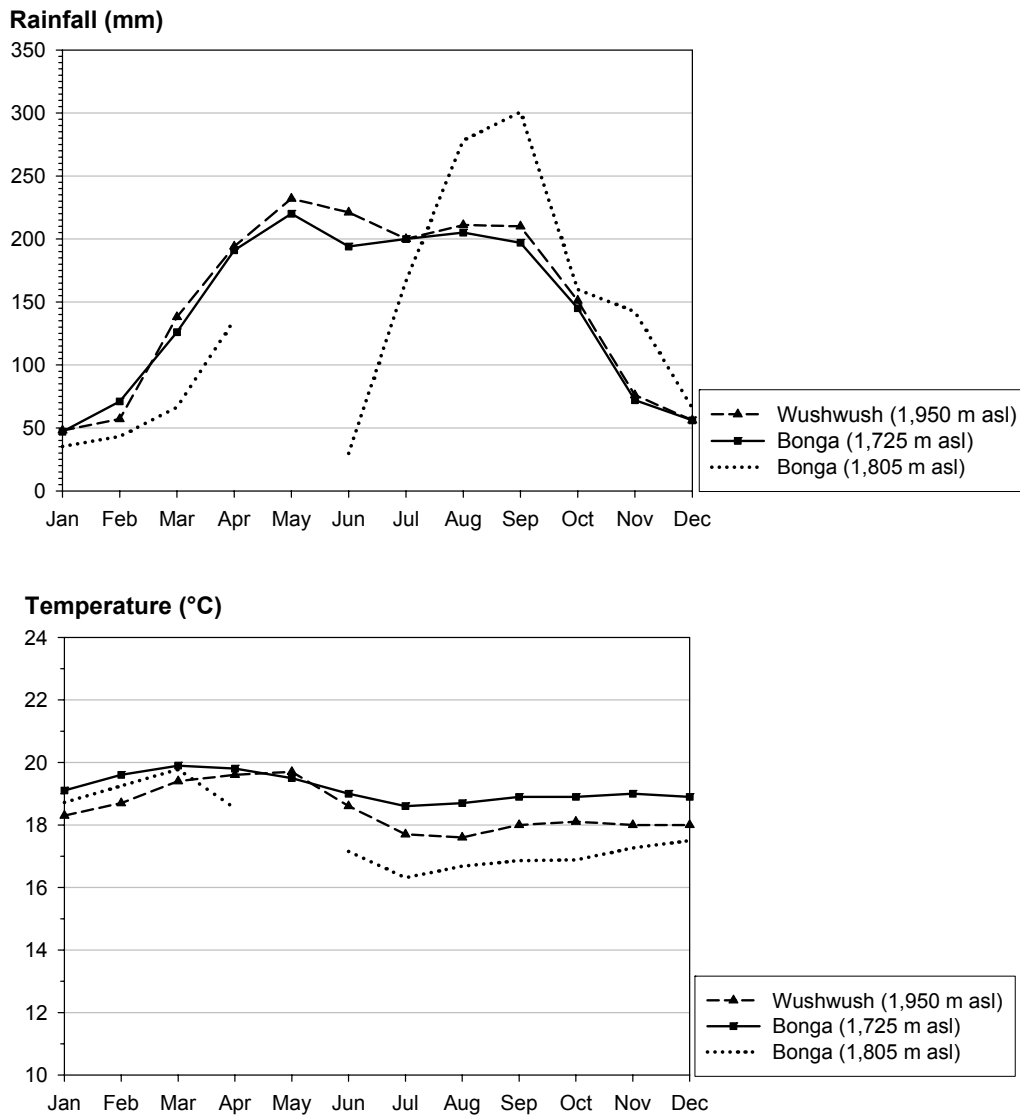 Rainfall (mm)
350
300
250
200
150
100
50
0
Jan Feb Mar Apr May Jun Jul Aug Sep Oct Nov Dec
Wushwush (1,950 m asl)
Bonga (1,725 m asl)
Bonga (1,805 m asl)
Temperature (°C)
24
22
20
18
16
14
12
10
Jan Feb Mar Apr May Jun Jul Aug Sep Oct Nov Dec
Wushwush (1,950 m asl)
Bonga (1,725 m asl)
Bonga (1,805 m asl)